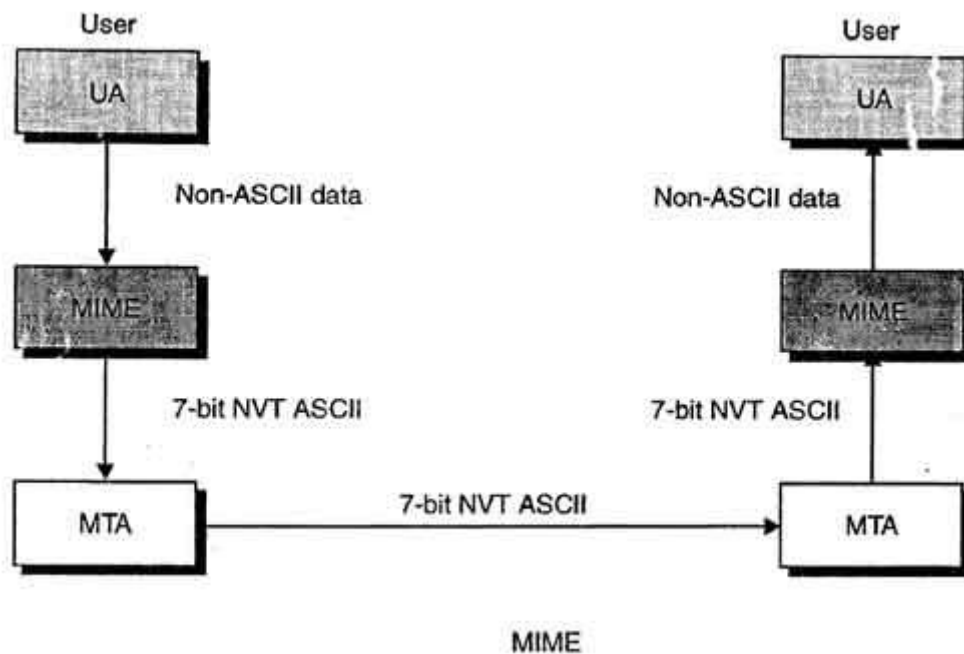 User
User
UA
UA
Non-ASCII data
Non-ASCII data
MIME
MIME
7-bit NVT ASCII
7-bit NVT ASCII
7-bit NVT ASCII
MTA
MTA
MIME